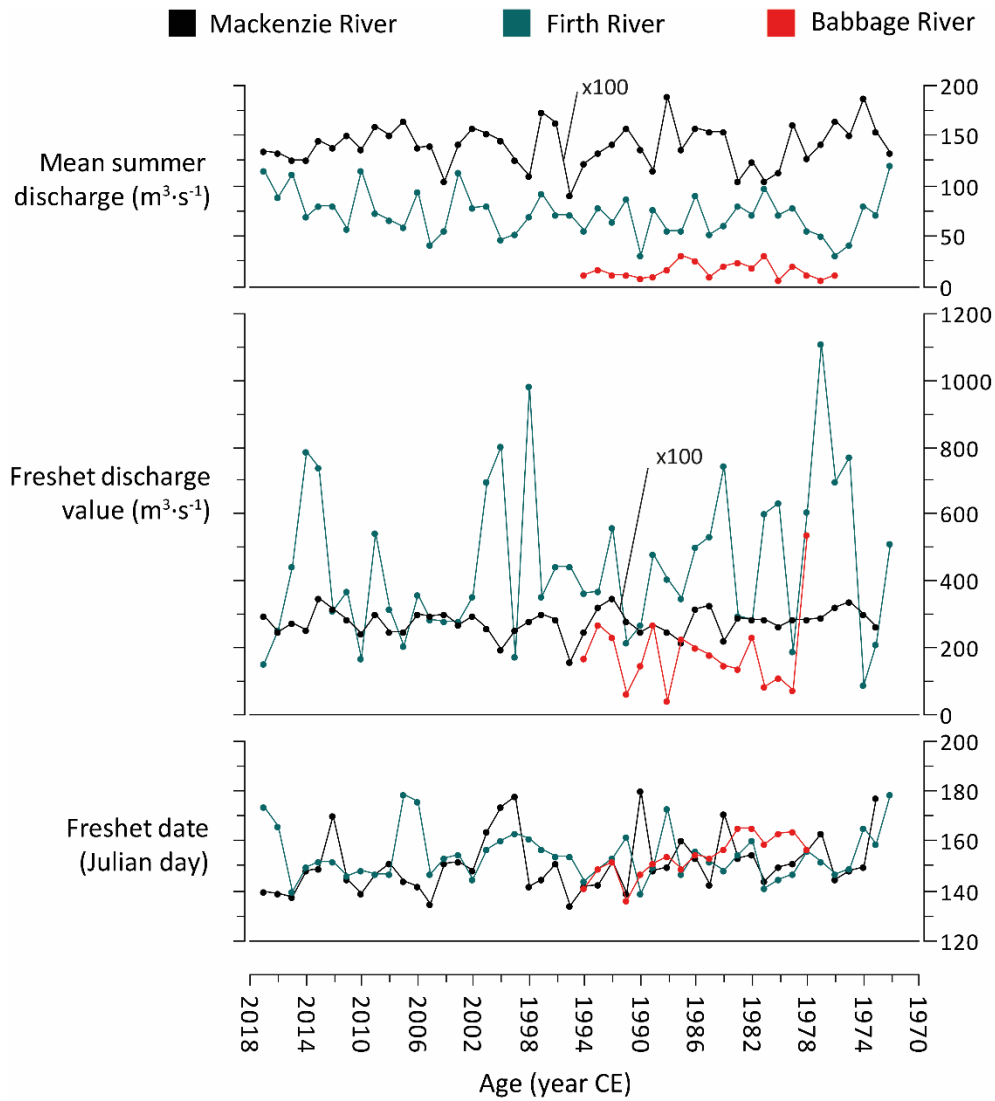 Mackenzie River
Firth River
Babbage River
Mean summer
discharge (m³·s⁻¹)
x100
200
150
100
50
0
Freshet discharge
value (m³·s⁻¹)
x100
1200
1000
800
600
400
200
0
Freshet date
(Julian day)
200
180
160
140
120
2018
2014
2010
2006
2002
1998
1994
1990
1986
1982
1978
1974
1970
Age (year CE)